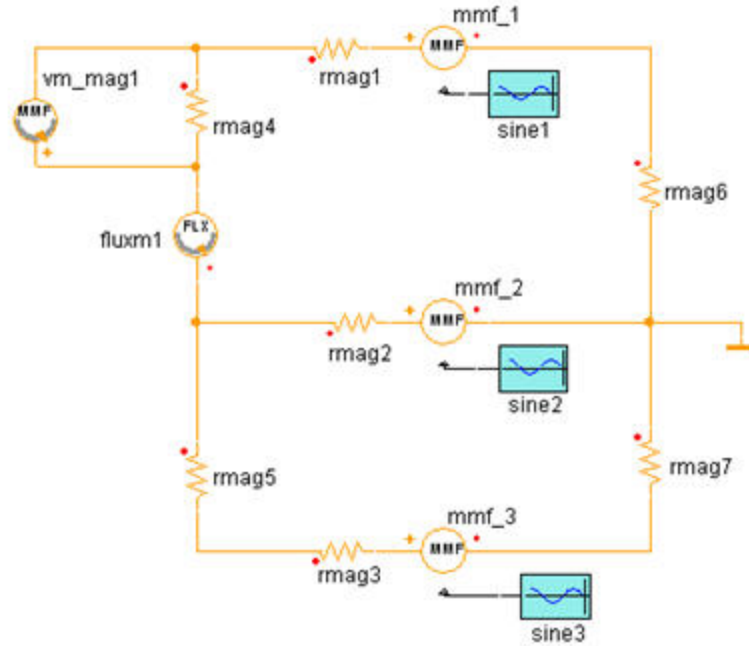 mmf_1
MMF
vm_mag1
rmag1
MMF
rmag4
sine1
rmag6
FLX
fluxm1
mmf_2
MMF
rmag2
sine2
rmag5
rmag7
mmf_3
MMF
rmag3
sine3